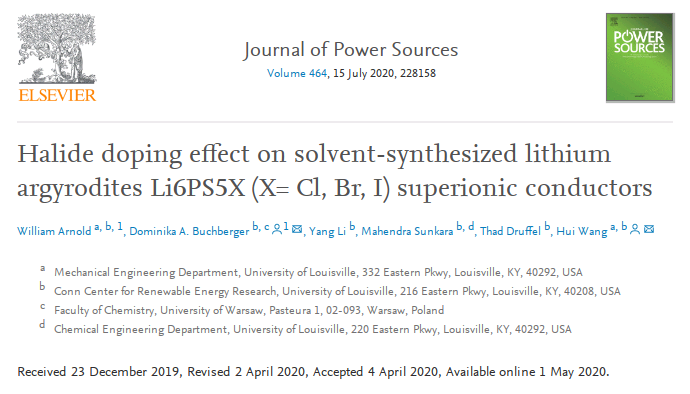 Journal of Power Sources
Volume 464, 15 July 2020, 228158
ELSEVIER
POWER
SOURCES
Halide doping effect on solvent-synthesized lithium
argyrodites Li6PS5X (X= Cl, Br, I) superionic conductors
William Arnold a, b, 1, Dominika A. Buchberger b, c 1, Yang Li b, Mahendra Sunkara b, d, Thad Druffel b, Hui Wang a, b
a Mechanical Engineering Department, University of Louisville, 332 Eastern Pkwy, Louisville, KY, 40292, USA
b Conn Center for Renewable Energy Research, University of Louisville, 216 Eastern Pkwy, Louisville, KY, 40208, USA
c Faculty of Chemistry, University of Warsaw, Pasteura 1, 02-093, Warsaw, Poland
d Chemical Engineering Department, University of Louisville, 220 Eastern Pkwy, Louisville, KY, 40292, USA
Received 23 December 2019, Revised 2 April 2020, Accepted 4 April 2020, Available online 1 May 2020.